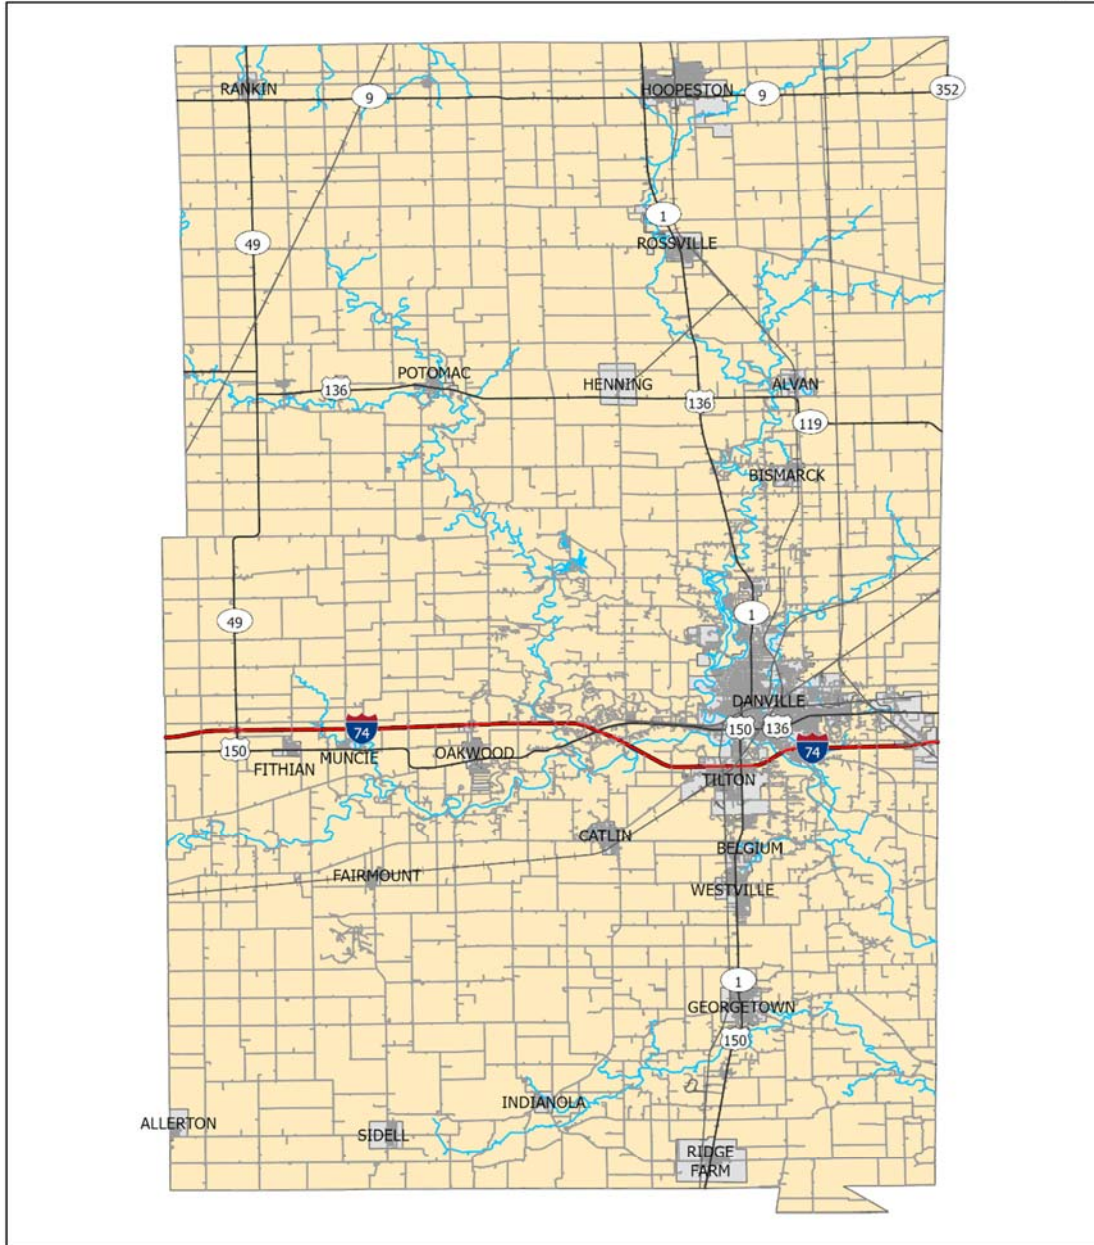 RANKIN
9
HOOPESTON
9
352
1
49
ROSSVILLE
POTOMAC
136
HENNING
136
ALVAN
119
BISMARCK
49
1
DANVILLE
150
136
74
74
150
FITHIAN
MUNCIE
OAKWOOD
TILTON
CATLIN
BELGIUM
FAIRMOUNT
WESTVILLE
1
GEORGETOWN
150
INDIANOLA
ALLERTON
SIDELL
RIDGE
FARM